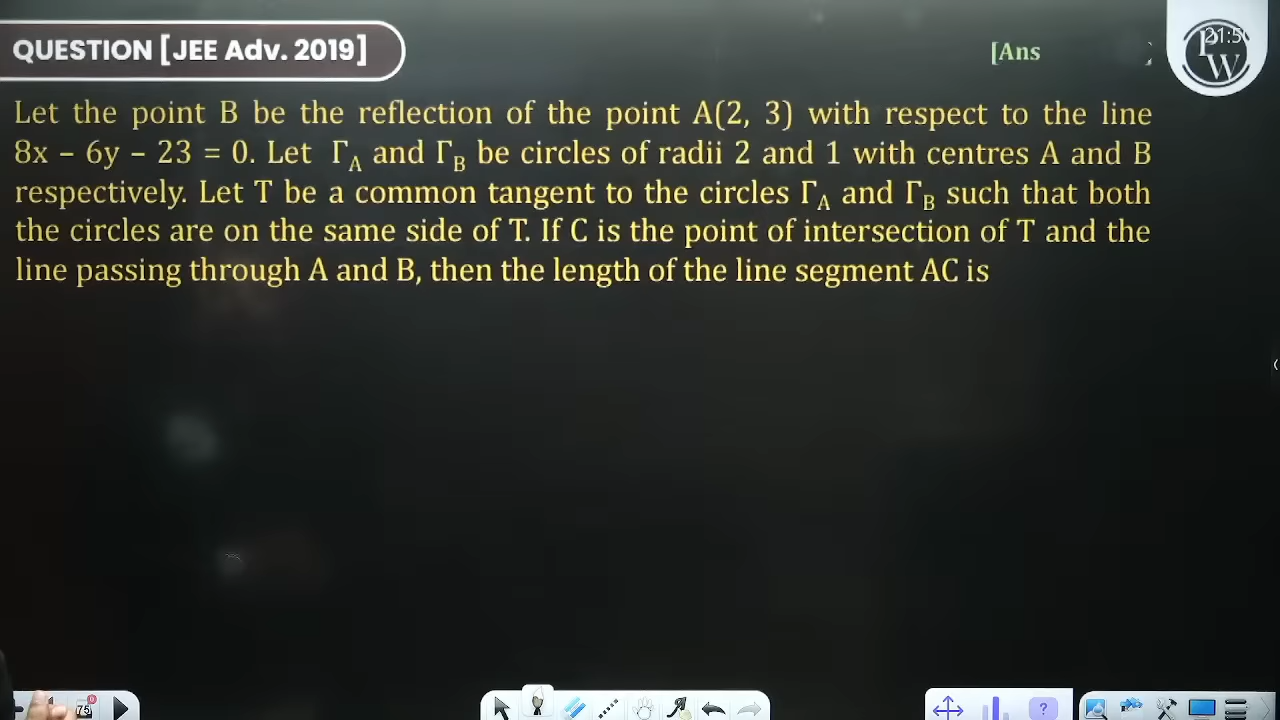 QUESTION [JEE Adv. 2019]
[Ans ]
21:5
PW
Let the point B be the reflection of the point A(2, 3) with respect to the line
8x – 6y – 23 = 0. Let Γ_A and Γ_B be circles of radii 2 and 1 with centres A and B
respectively. Let T be a common tangent to the circles Γ_A and Γ_B such that both
the circles are on the same side of T. If C is the point of intersection of T and the
line passing through A and B, then the length of the line segment AC is
75
?